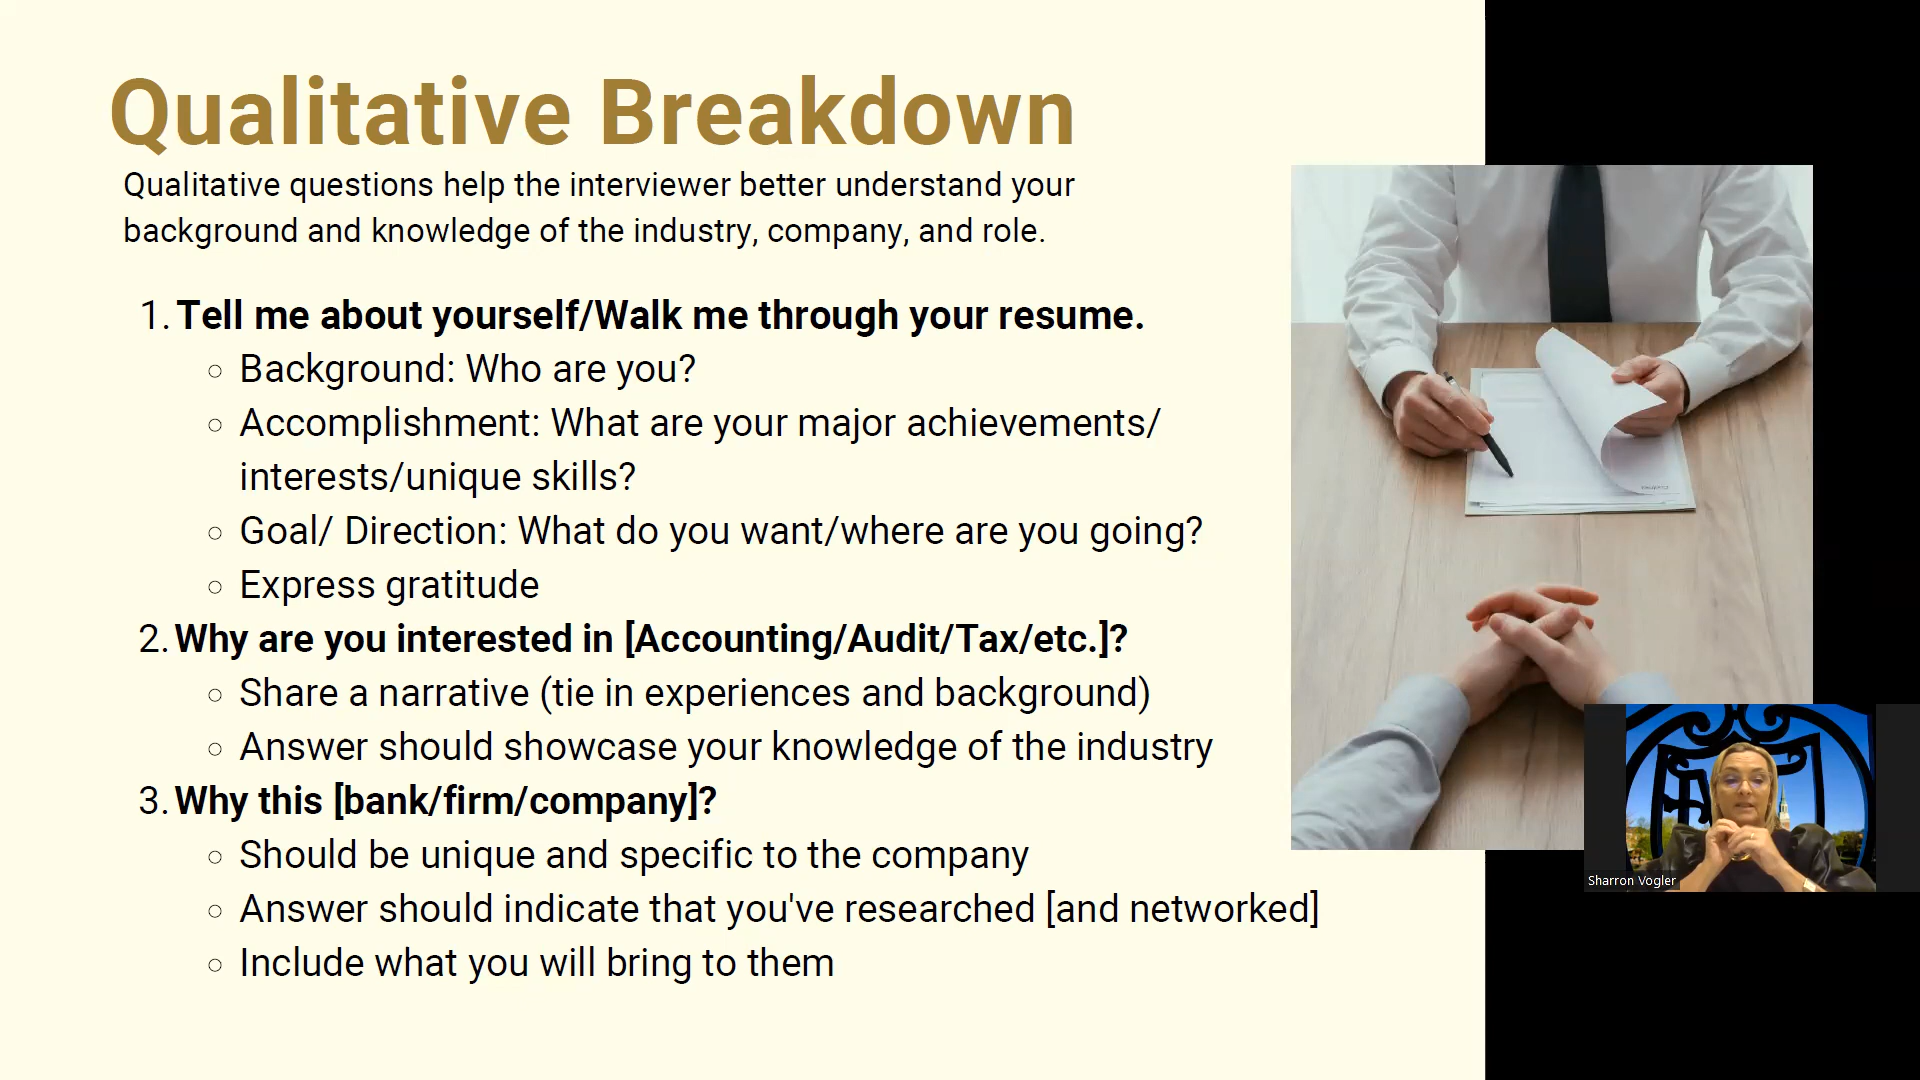 Qualitative Breakdown
Qualitative questions help the interviewer better understand your
background and knowledge of the industry, company, and role.
1. Tell me about yourself/Walk me through your resume.
○ Background: Who are you?
○ Accomplishment: What are your major achievements/
interests/unique skills?
○ Goal/ Direction: What do you want/where are you going?
○ Express gratitude
2. Why are you interested in [Accounting/Audit/Tax/etc.]?
○ Share a narrative (tie in experiences and background)
○ Answer should showcase your knowledge of the industry
3. Why this [bank/firm/company]?
○ Should be unique and specific to the company
○ Answer should indicate that you've researched [and networked]
○ Include what you will bring to them
Sharron Vogler